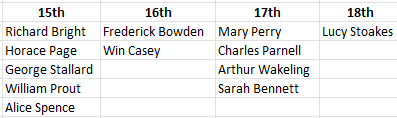 15th 16th 17th 18th
Richard Bright Frederick Bowden Mary Perry Lucy Stoakes
Horace Page Win Casey Charles Parnell
George Stallard Arthur Wakeling
William Prout Sarah Bennett
Alice Spence